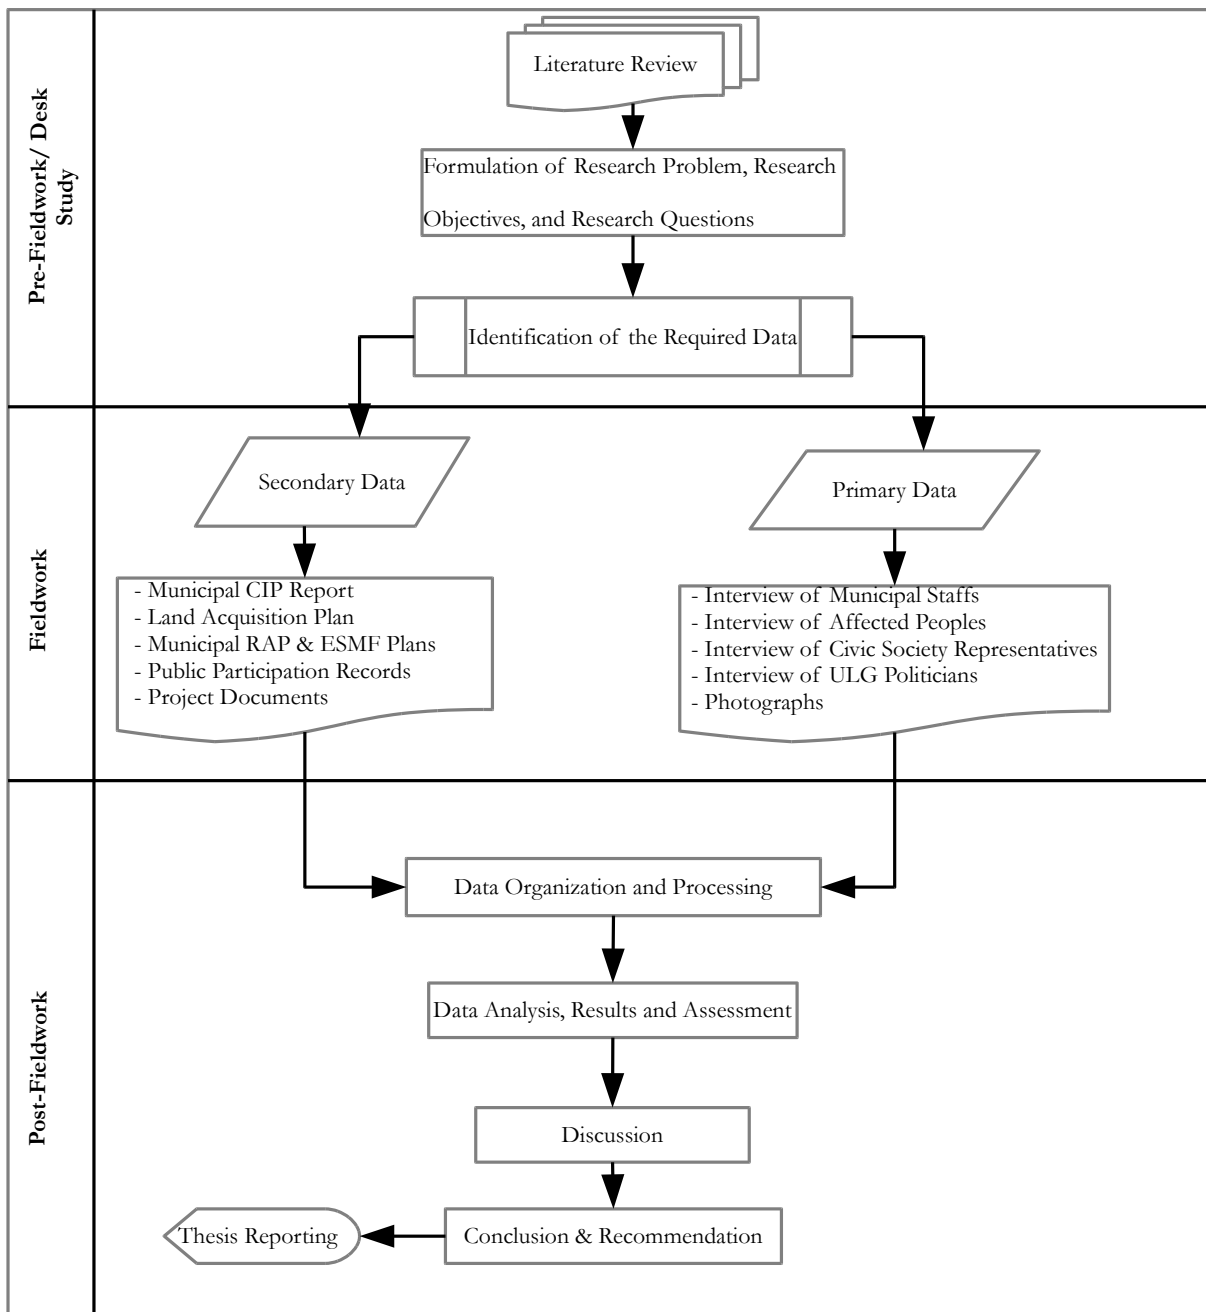 Pre-Fieldwork/ Desk
Study
Literature Review
Formulation of Research Problem, Research
Objectives, and Research Questions
Identification of the Required Data
Fieldwork
Secondary Data
Primary Data
- Municipal CIP Report
- Land Acquisition Plan
- Municipal RAP & ESMF Plans
- Public Participation Records
- Project Documents
- Interview of Municipal Staffs
- Interview of Affected Peoples
- Interview of Civic Society Representatives
- Interview of ULG Politicians
- Photographs
Post-Fieldwork
Data Organization and Processing
Data Analysis, Results and Assessment
Discussion
Conclusion & Recommendation
Thesis Reporting